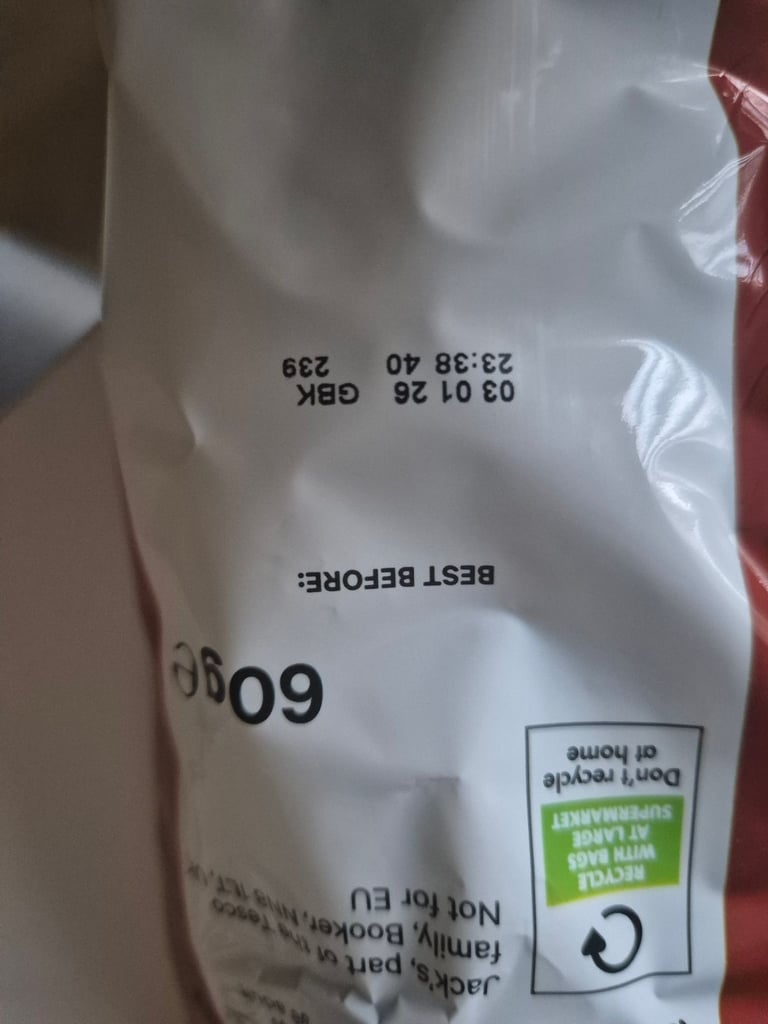 Jack's, part of the Tesco
family, Booker, NN8 1LT, UK
Not for EU
RECYCLE
WITH BAGS
AT LARGE
SUPERMARKET
Don't recycle
at home
60g℮
BEST BEFORE:
03 01 26 GBK
23:38 40 239